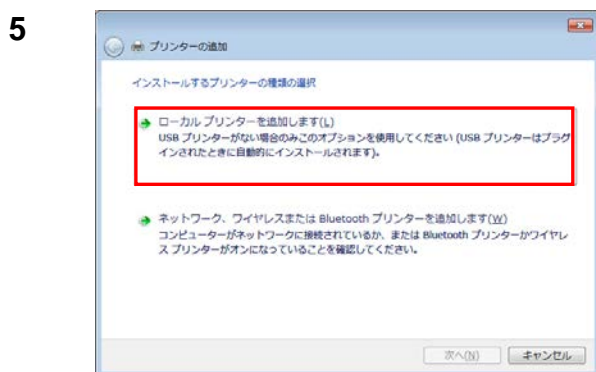 5
プリンターの追加
インストールするプリンターの種類の選択
ローカル プリンターを追加します(L)
USB プリンターがない場合のみこのオプションを使用してください (USB プリンターはプラグ
インされたときに自動的にインストールされます)。
ネットワーク、ワイヤレスまたは Bluetooth プリンターを追加します(W)
コンピューターがネットワークに接続されているか、または Bluetooth プリンターかワイヤレ
ス プリンターがオンになっていることを確認してください。
次へ(N) キャンセル